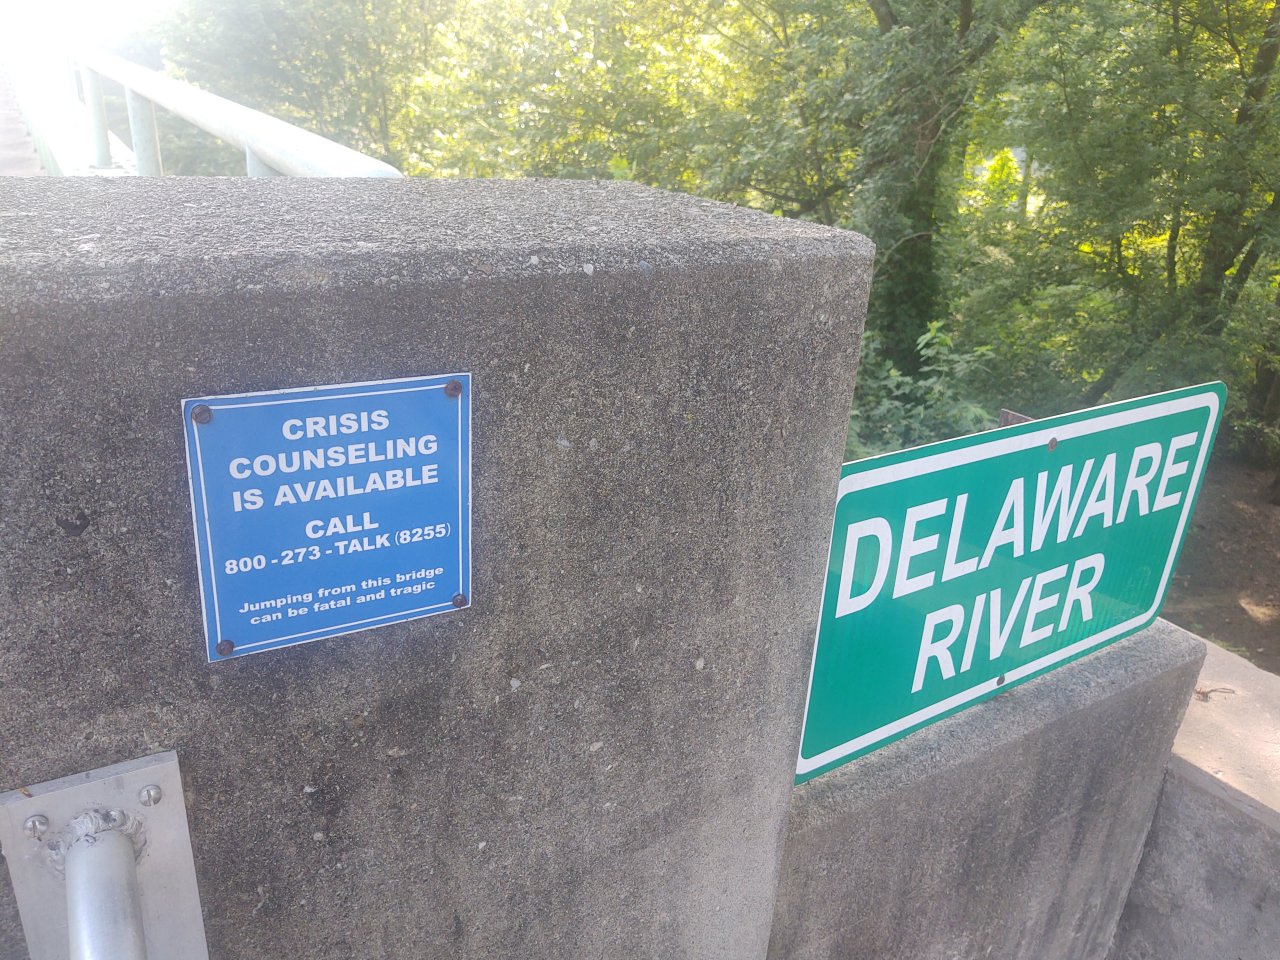 CRISIS
COUNSELING
IS AVAILABLE
CALL
800-273-TALK (8255)
Jumping from this bridge
can be fatal and tragic
DELAWARE
RIVER